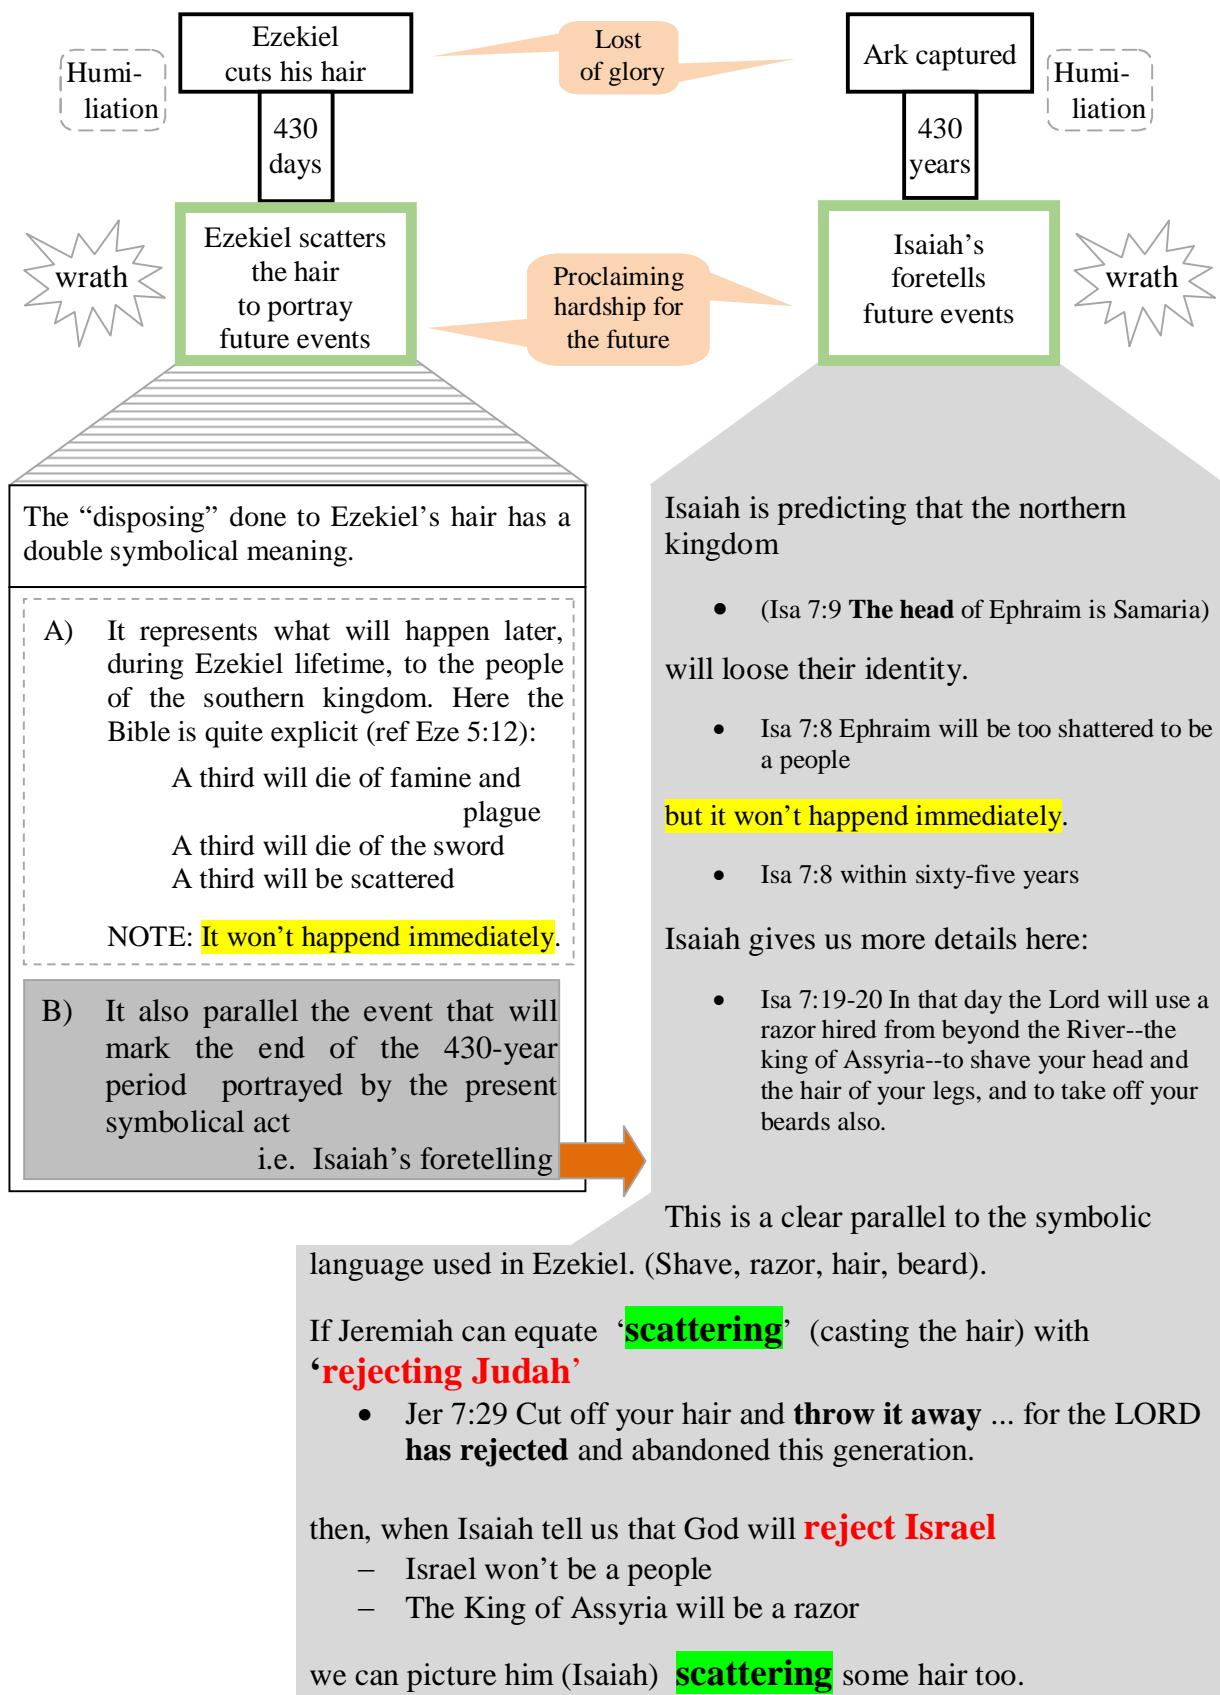 Ezekiel
cuts his hair
Lost
of glory
Ark captured
Humi-
liation
Humi-
liation
430
days
430
years
wrath
Ezekiel scatters
the hair
to portray
future events
Proclaiming
hardship for
the future
Isaiah’s
foretells
future events
wrath
The “disposing” done to Ezekiel’s hair has a
double symbolical meaning.
A) It represents what will happen later,
during Ezekiel lifetime, to the people
of the southern kingdom. Here the
Bible is quite explicit (ref Eze 5:12):
A third will die of famine and
plague
A third will die of the sword
A third will be scattered
NOTE: It won’t happend immediately.
B) It also parallel the event that will
mark the end of the 430-year
period portrayed by the present
symbolical act
i.e. Isaiah’s foretelling
Isaiah is predicting that the northern
kingdom
• (Isa 7:9 The head of Ephraim is Samaria)
will loose their identity.
• Isa 7:8 Ephraim will be too shattered to be
a people
but it won’t happend immediately.
• Isa 7:8 within sixty-five years
Isaiah gives us more details here:
• Isa 7:19-20 In that day the Lord will use a
razor hired from beyond the River--the
king of Assyria--to shave your head and
the hair of your legs, and to take off your
beards also.
This is a clear parallel to the symbolic
language used in Ezekiel. (Shave, razor, hair, beard).
If Jeremiah can equate ‘scattering’ (casting the hair) with
‘rejecting Judah’
• Jer 7:29 Cut off your hair and throw it away ... for the LORD
has rejected and abandoned this generation.
then, when Isaiah tell us that God will reject Israel
– Israel won’t be a people
– The King of Assyria will be a razor
we can picture him (Isaiah) scattering some hair too.